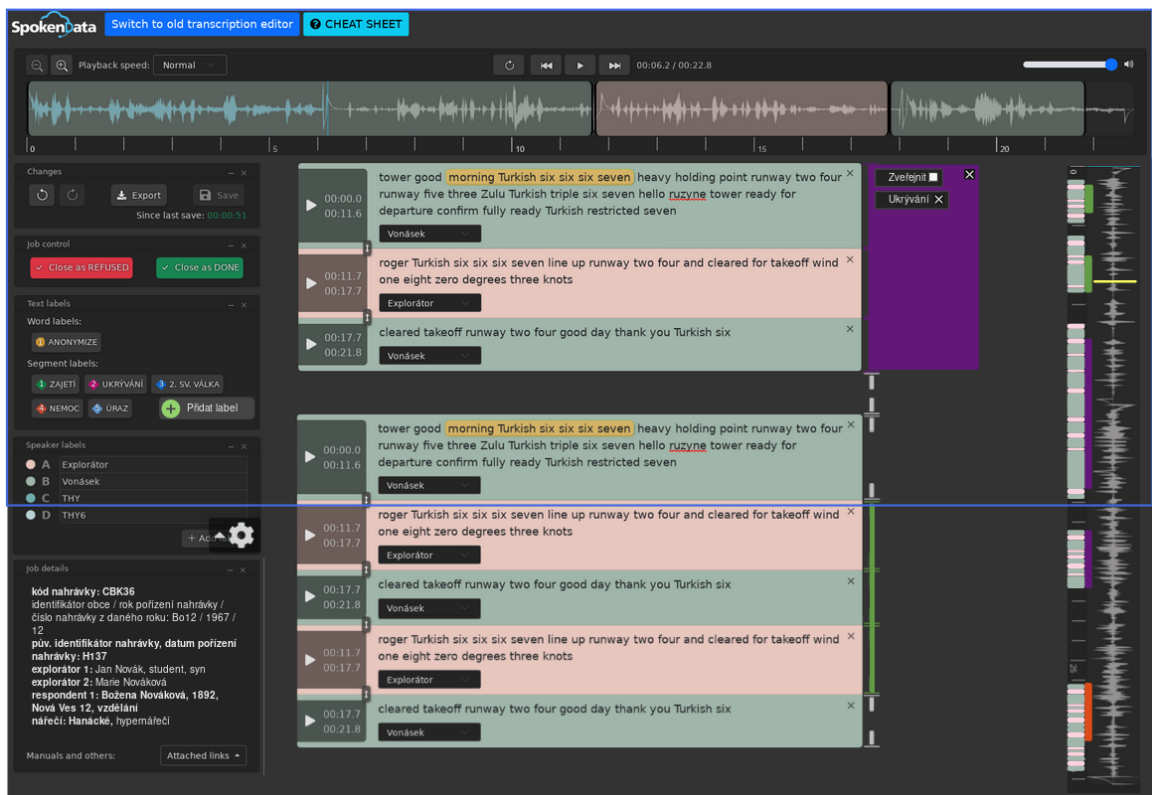 SpokenData Switch to old transcription editor CHEAT SHEET
Playback speed: Normal 00:06.2 / 00:22.8
0 5 10 15 20
Changes
Export Save
Since last save: 00:00:51
Job control
Close as REFUSED Close as DONE
Text labels
Word labels:
1 ANONYMIZE
Segment labels:
1 ZAJETÍ 2 UKRÝVÁNÍ 3 2. SV. VÁLKA
4 NEMOC 5 ÚRAZ Přidat label
Speaker labels
A Explorátor
B Vonásek
C THY
D THY6
+ Add
Job details
kód nahrávky: CBK36
identifikátor obce / rok pořízení nahrávky /
číslo nahrávky z daného roku: Bo12 / 1967 /
12
pův. identifikátor nahrávky, datum pořízení
nahrávky: H137
explorátor 1: Jan Novák, student, syn
explorátor 2: Marie Nováková
respondent 1: Božena Nováková, 1892,
Nová Ves 12, vzdělání
nářečí: Hanácké, hypernářečí
Manuals and others: Attached links
00:00.0
00:11.6
tower good morning Turkish six six six seven heavy holding point runway two four
runway five three Zulu Turkish triple six seven hello ruzyne tower ready for
departure confirm fully ready Turkish restricted seven
Vonásek
00:11.7
00:17.7
roger Turkish six six six seven line up runway two four and cleared for takeoff wind
one eight zero degrees three knots
Explorátor
00:17.7
00:21.8
cleared takeoff runway two four good day thank you Turkish six
Vonásek
Zveřejnit
Ukrývání
00:00.0
00:11.6
tower good morning Turkish six six six seven heavy holding point runway two four
runway five three Zulu Turkish triple six seven hello ruzyne tower ready for
departure confirm fully ready Turkish restricted seven
Vonásek
00:11.7
00:17.7
roger Turkish six six six seven line up runway two four and cleared for takeoff wind
one eight zero degrees three knots
Explorátor
00:17.7
00:21.8
cleared takeoff runway two four good day thank you Turkish six
Vonásek
00:11.7
00:17.7
roger Turkish six six six seven line up runway two four and cleared for takeoff wind
one eight zero degrees three knots
Explorátor
00:17.7
00:21.8
cleared takeoff runway two four good day thank you Turkish six
Vonásek
0
25